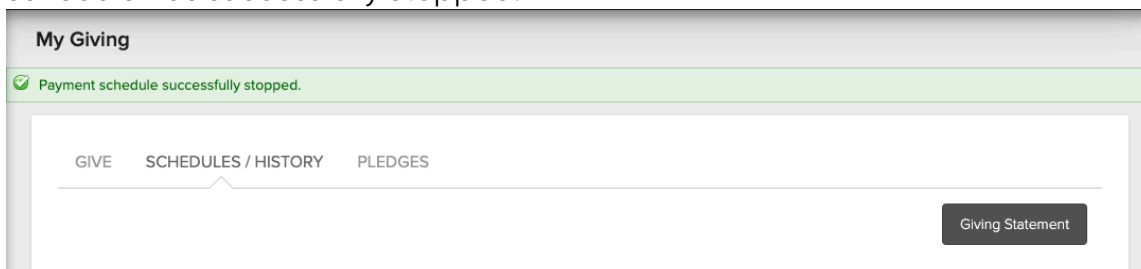 My Giving
Payment schedule successfully stopped.
GIVE SCHEDULES / HISTORY PLEDGES
Giving Statement